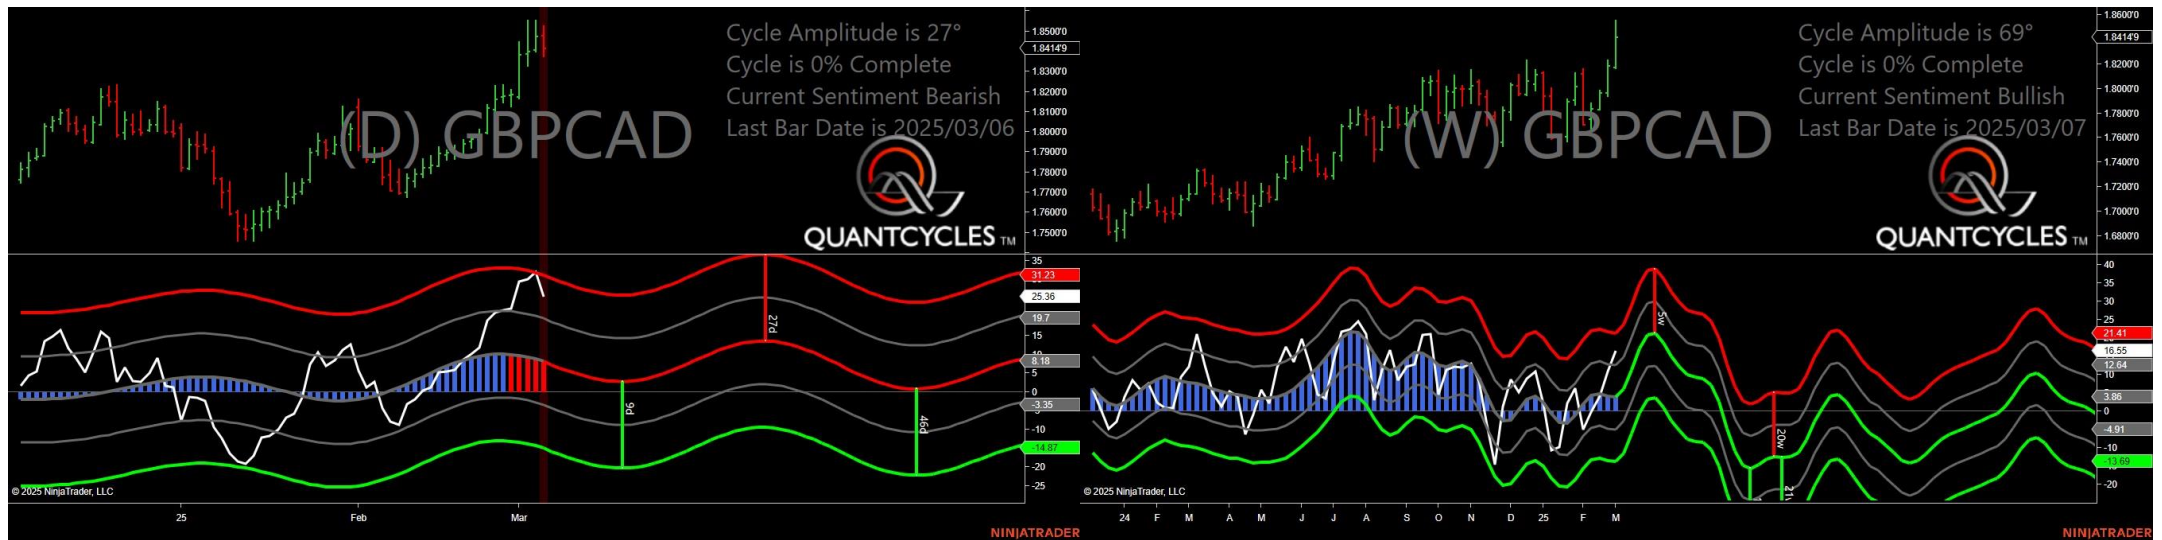 Cycle Amplitude is 27°
Cycle is 0% Complete
Current Sentiment Bearish
Last Bar Date is 2025/03/06
(D) GBPCAD
QUANTCYCLES TM
1.8500'0
1.8414'9
1.8300'0
1.8200'0
1.8100'0
1.8000'0
1.7900'0
1.7800'0
1.7700'0
1.7600'0
1.7500'0
35
31.23
25.36
19.7
15
8.18
5
0
-3.35
-10
-14.87
-20
-25
27d
9d
46d
© 2025 NinjaTrader, LLC
25 Feb Mar
NINJATRADER
Cycle Amplitude is 69°
Cycle is 0% Complete
Current Sentiment Bullish
Last Bar Date is 2025/03/07
(W) GBPCAD
QUANTCYCLES TM
1.8600'0
1.8414'9
1.8200'0
1.8000'0
1.7800'0
1.7600'0
1.7400'0
1.7200'0
1.7000'0
1.6800'0
40
35
30
25
21.41
16.55
12.64
10
3.86
0
-4.91
-10
-13.69
-20
5w
20w
© 2025 NinjaTrader, LLC
24 F M A M J J A S O N D 25 F M
NINJATRADER